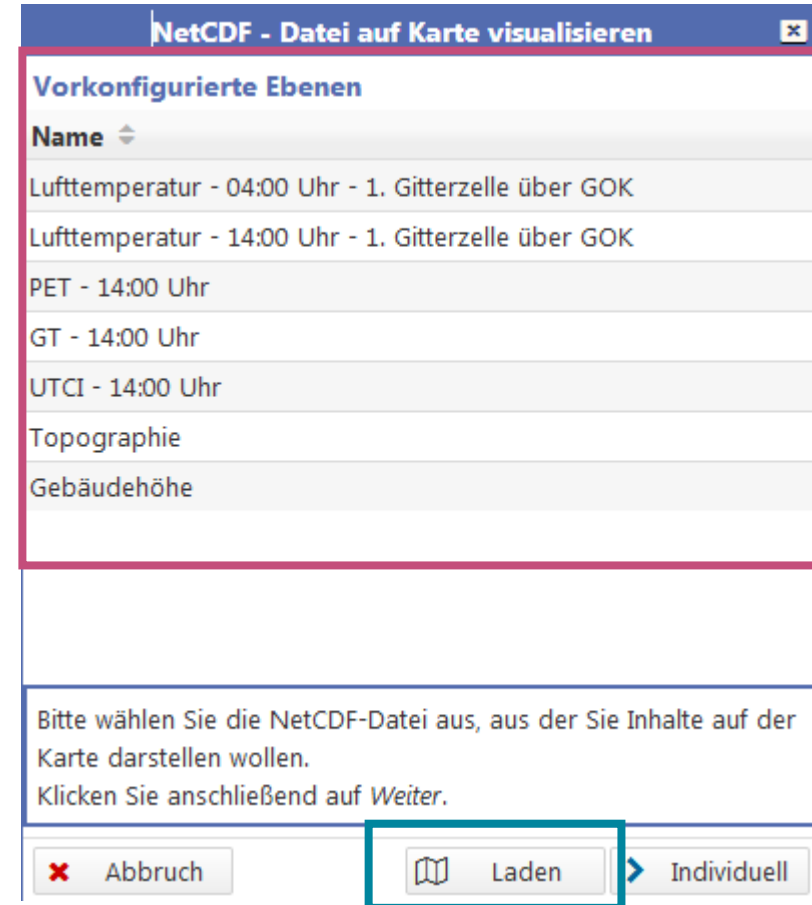 NetCDF - Datei auf Karte visualisieren
Vorkonfigurierte Ebenen
Name
Lufttemperatur - 04:00 Uhr - 1. Gitterzelle über GOK
Lufttemperatur - 14:00 Uhr - 1. Gitterzelle über GOK
PET - 14:00 Uhr
GT - 14:00 Uhr
UTCI - 14:00 Uhr
Topographie
Gebäudehöhe
Bitte wählen Sie die NetCDF-Datei aus, aus der Sie Inhalte auf der
Karte darstellen wollen.
Klicken Sie anschließend auf Weiter.
Abbruch Laden Individuell